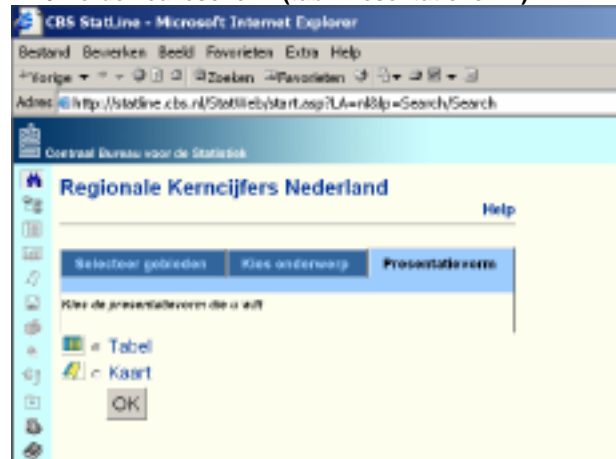 CBS StatLine - Microsoft Internet Explorer
Bestand Bewerken Beeld Favorieten Extra Help
Vorige Zoeken Favorieten
Adres http://statline.cbs.nl/StatWeb/start.asp?LA=nl&lp=Search/Search
Centraal Bureau voor de Statistiek
Regionale Kerncijfers Nederland
Help
Selecteer gebieden Kies onderwerp Presentatievorm
Kies de presentatievorm die u wilt
Tabel
Kaart
OK